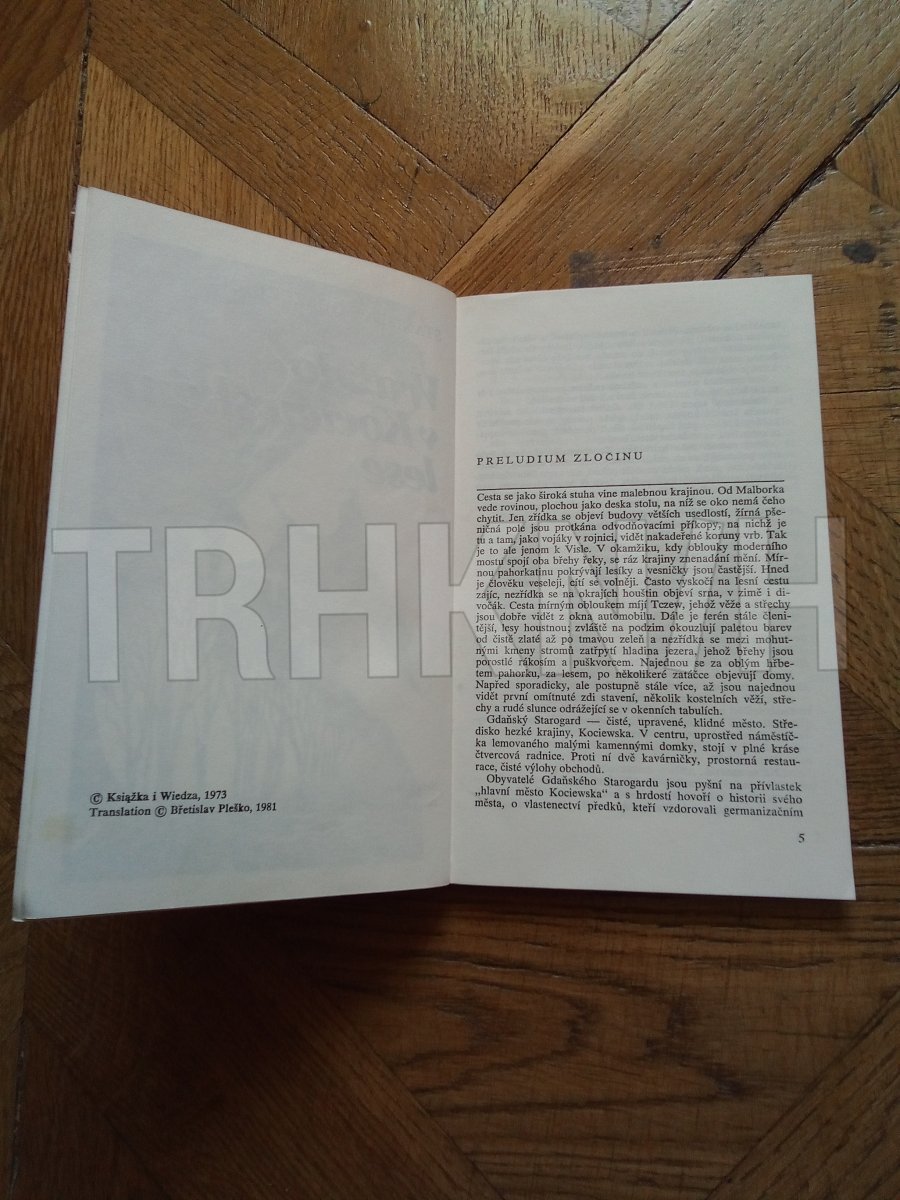 © Książka i Wiedza, 1973
Translation © Břetislav Pleško, 1981
PRELUDIUM ZLOČINU
Cesta se jako široká stuha vine malebnou krajinou. Od Malborka
vede rovinou, plochou jako deska stolu, na níž se oko nemá čeho
chytit. Jen zřídka se objeví budovy větších usedlostí, žírná pše-
ničná pole jsou protkána odvodňovacími příkopy, na nichž je
tu a tam, jako vojáky v rojnici, vidět nakadeřené koruny vrb. Tak
je to ale jenom k Visle. V okamžiku, kdy oblouky moderního
mostu spojí oba břehy řeky, se ráz krajiny znenadání mění. Mír-
nou pahorkatinu pokrývají lesíky a vesničky jsou častější. Hned
je člověku veseleji, cítí se volněji. Často vyskočí na lesní cestu
zajíc, nezřídka se na okrajích houštin objeví srna, v zimě i di-
vočák. Cesta mírným obloukem míjí Tczew, jehož věže a střechy
jsou dobře vidět z okna automobilu. Dále je terén stále členi-
tější, lesy houstnou; zvláště na podzim okouzlují paletou barev
od čistě zlaté až po tmavou zeleň a nezřídka se mezi mohut-
nými kmeny stromů zatřpytí hladina jezera, jehož břehy jsou
porostlé rákosím a puškvorcem. Najednou se za oblým hřbe-
tem pahorku, za lesem, po několikeré zatáčce objevují domy.
Napřed sporadicky, ale postupně stále více, až jsou najednou
vidět první omítnuté zdi stavení, několik kostelních věží, stře-
chy a rudé slunce odrážející se v okenních tabulích.
Gdaňský Starogard — čisté, upravené, klidné město. Stře-
disko hezké krajiny, Kociewska. V centru, uprostřed náměstíč-
ka lemovaného malými kamennými domky, stojí v plné kráse
čtvercová radnice. Proti ní dvě kavárničky, prostorná restau-
race, čisté výlohy obchodů.
Obyvatelé Gdaňského Starogardu jsou pyšní na přívlastek
„hlavní město Kociewska“ a s hrdostí hovoří o historii svého
města, o vlastenectví předků, kteří vzdorovali germanizačním
5